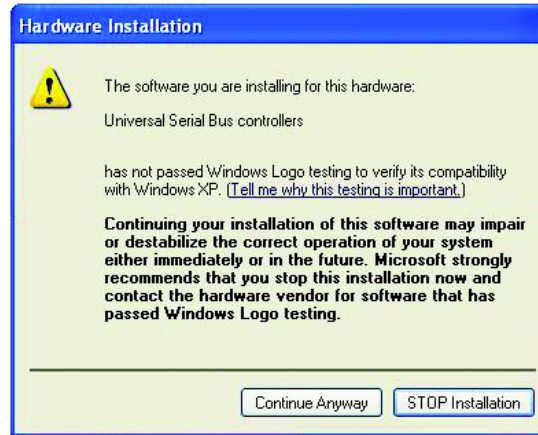 Hardware Installation
The software you are installing for this hardware:
Universal Serial Bus controllers
has not passed Windows Logo testing to verify its compatibility
with Windows XP. (Tell me why this testing is important.)
Continuing your installation of this software may impair
or destabilize the correct operation of your system
either immediately or in the future. Microsoft strongly
recommends that you stop this installation now and
contact the hardware vendor for software that has
passed Windows Logo testing.
Continue Anyway STOP Installation